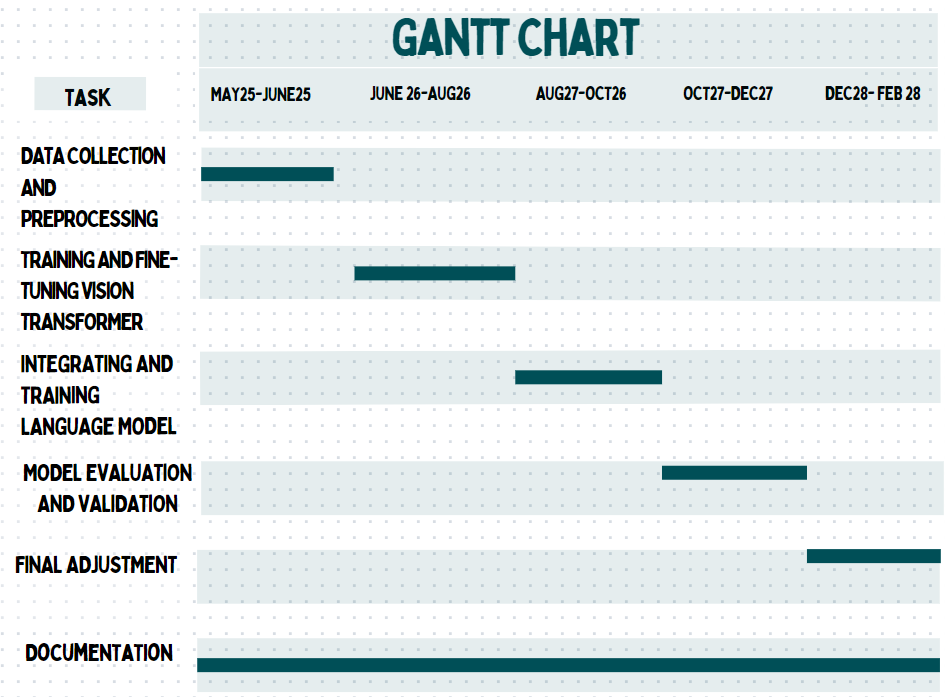 GANTT CHART
TASK
MAY25-JUNE25
JUNE 26-AUG26
AUG27-OCT26
OCT27-DEC27
DEC28- FEB 28
DATA COLLECTION
AND
PREPROCESSING
TRAINING AND FINE-
TUNING VISION
TRANSFORMER
INTEGRATING AND
TRAINING
LANGUAGE MODEL
MODEL EVALUATION
AND VALIDATION
FINAL ADJUSTMENT
DOCUMENTATION